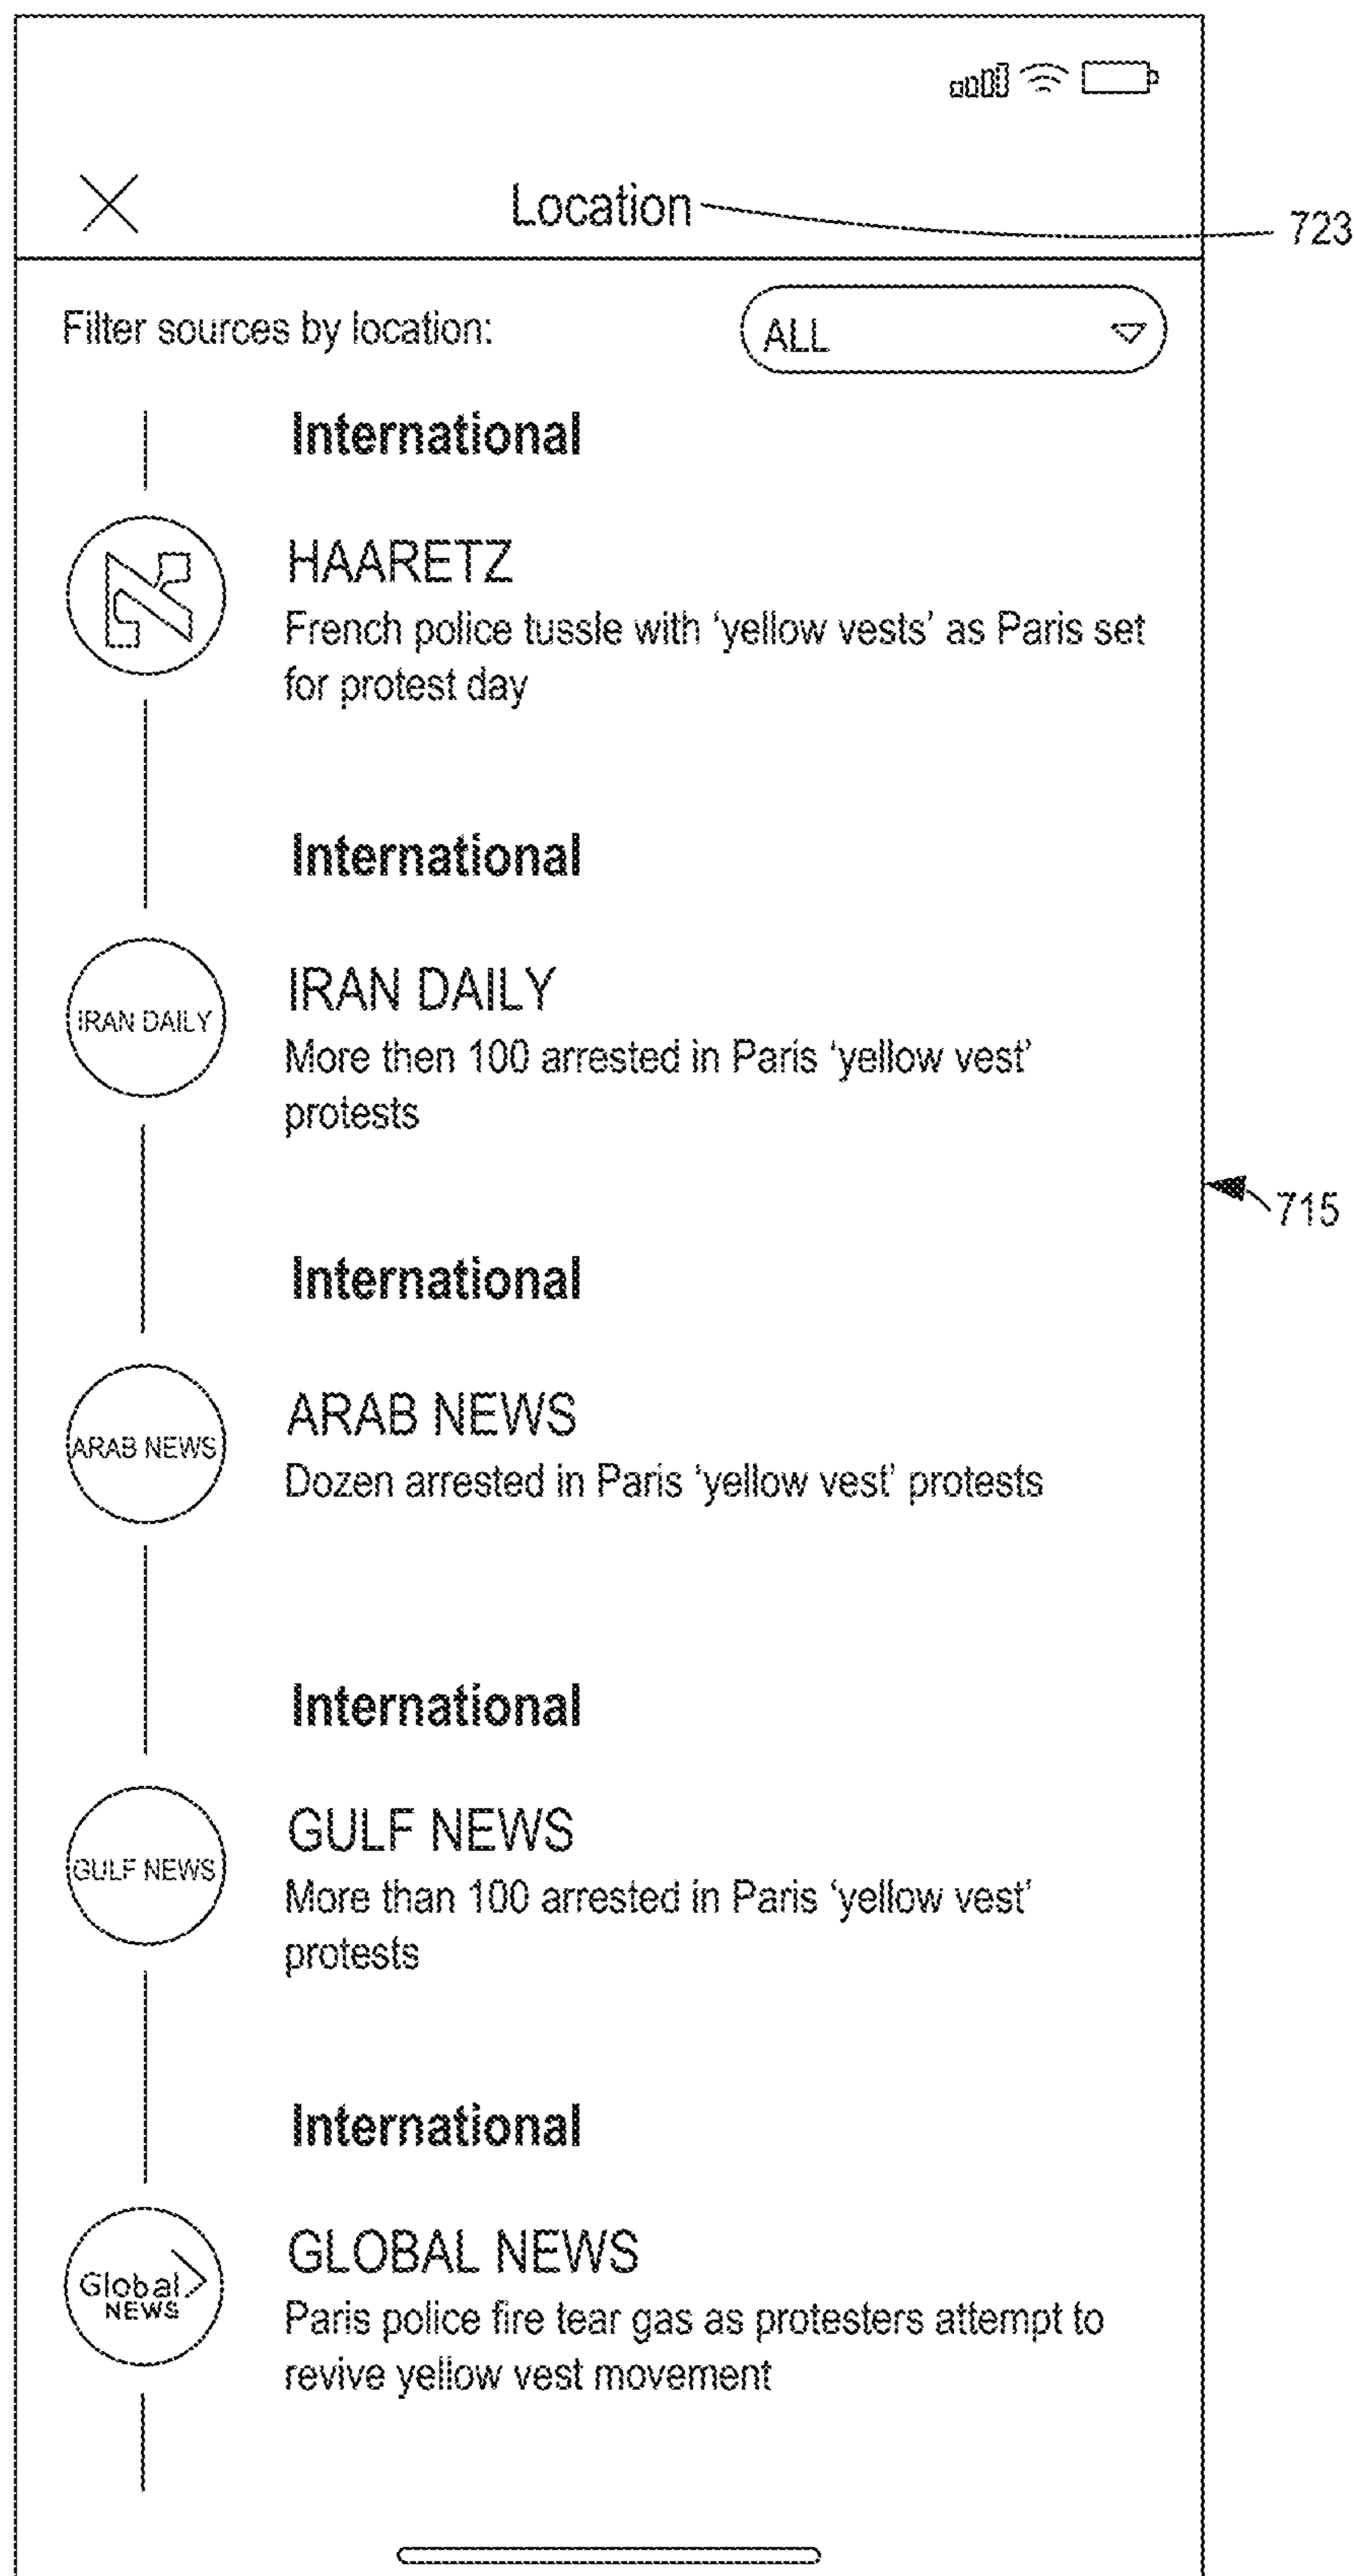 Location
723
Filter sources by location:
ALL
International
HAARETZ
French police tussle with ‘yellow vests’ as Paris set
for protest day
International
IRAN DAILY
IRAN DAILY
More then 100 arrested in Paris ‘yellow vest’
protests
715
International
ARAB NEWS
ARAB NEWS
Dozen arrested in Paris ‘yellow vest’ protests
International
GULF NEWS
GULF NEWS
More than 100 arrested in Paris ‘yellow vest’
protests
International
Global
NEWS
GLOBAL NEWS
Paris police fire tear gas as protesters attempt to
revive yellow vest movement